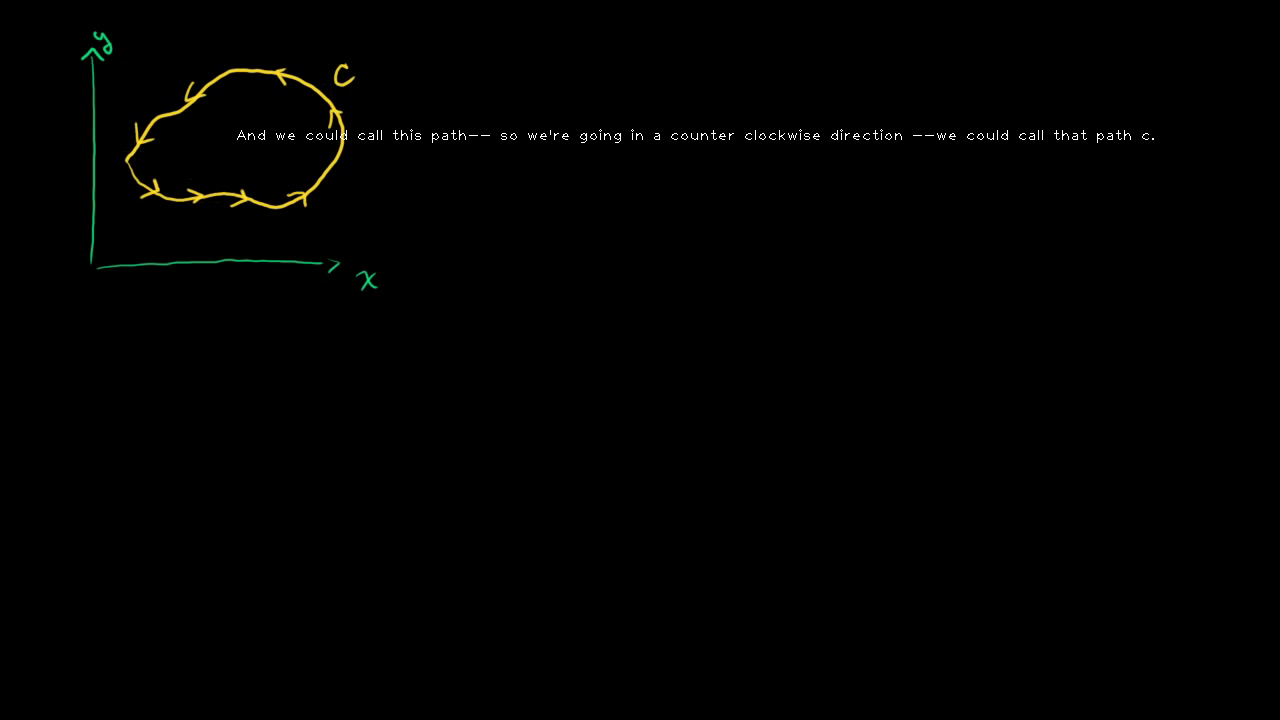 y
C
And we could call this path-- so we're going in a counter clockwise direction --we could call that path c.
x